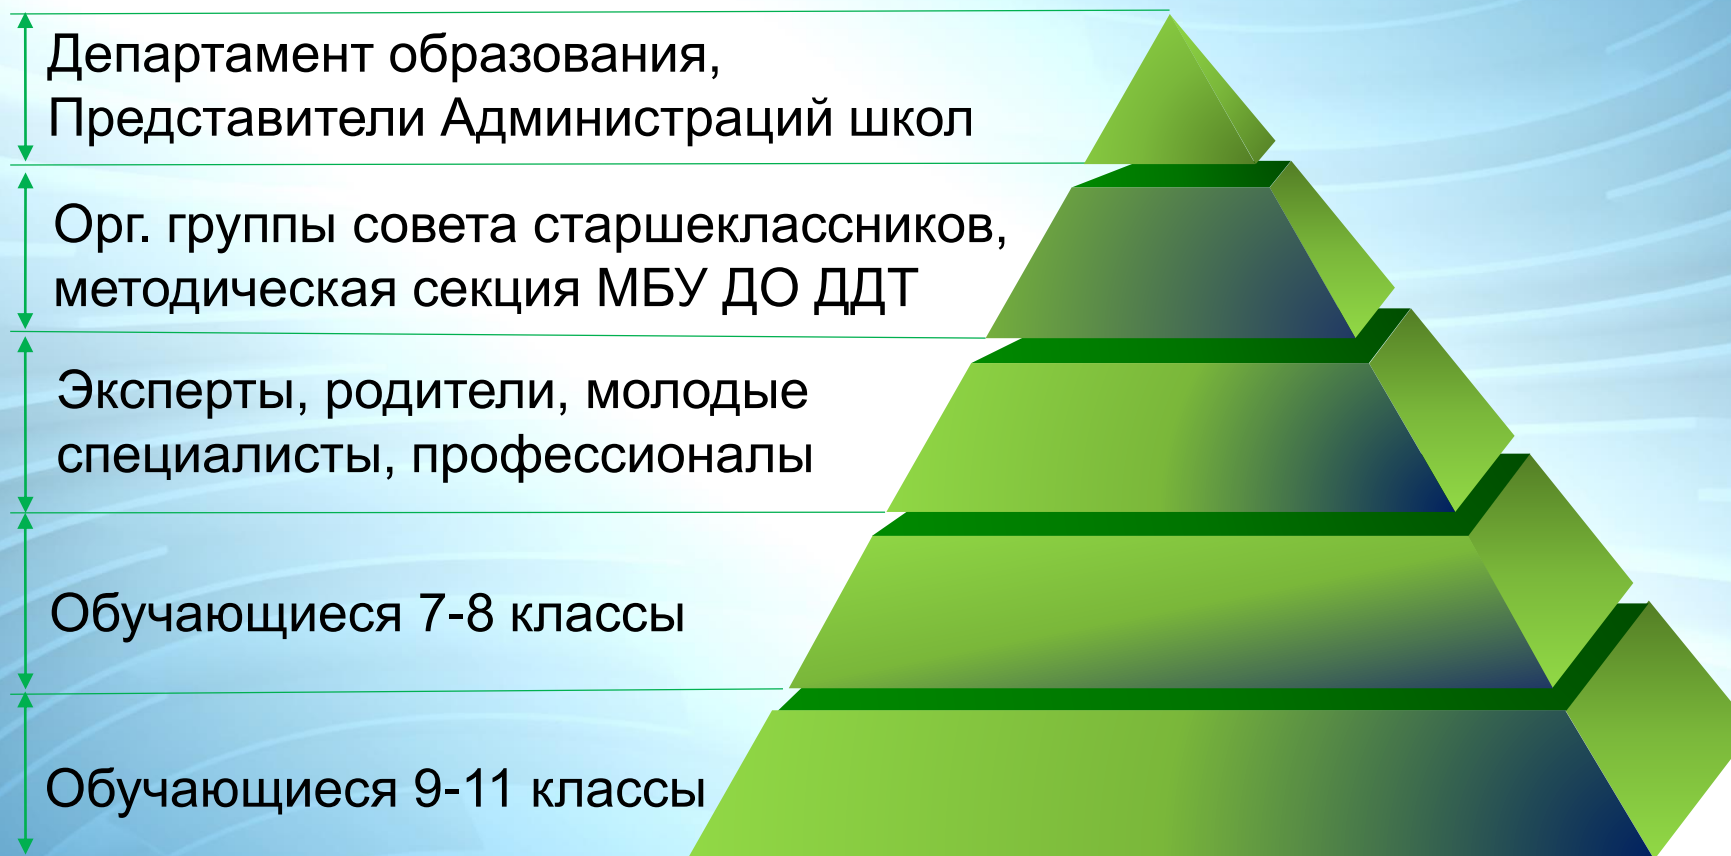 Департамент образования,
Представители Администраций школ
Орг. группы совета старшеклассников,
методическая секция МБУ ДО ДДТ
Эксперты, родители, молодые
специалисты, профессионалы
Обучающиеся 7-8 классы
Обучающиеся 9-11 классы